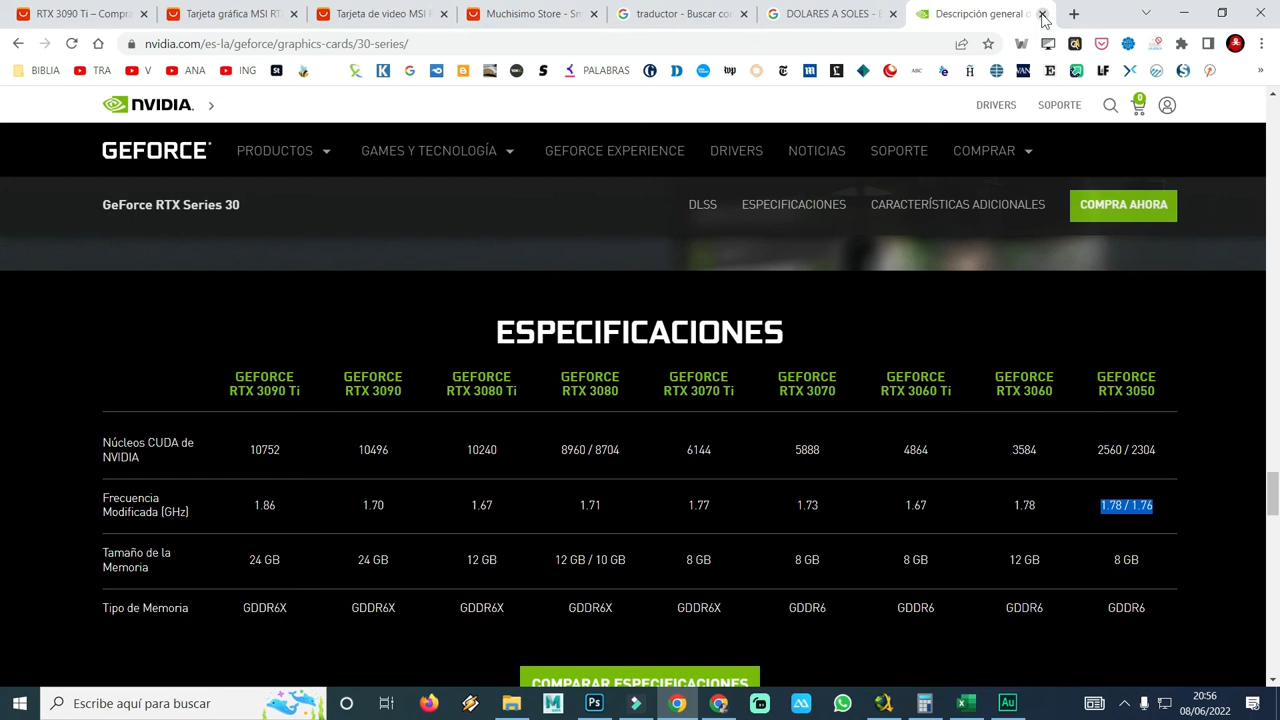 RTX 3090 Ti - Compra
Tarjeta gráfica MSI RT
Tarjeta de video MSI
Muchisimo Store - Sm
traductor - Buscar con
DOLARES A SOLES - B
Descripción general d
nvidia.com/es-la/geforce/graphics-cards/30-series/
BIBLIA
TRA
V
ANA
ING
St
PALABRAS
NVIDIA.
DRIVERS
SOPORTE
0
GEFORCE
PRODUCTOS
GAMES Y TECNOLOGÍA
GEFORCE EXPERIENCE
DRIVERS
NOTICIAS
SOPORTE
COMPRAR
GeForce RTX Series 30
DLSS
ESPECIFICACIONES
CARACTERÍSTICAS ADICIONALES
COMPRA AHORA
ESPECIFICACIONES
GEFORCE RTX 3090 Ti
GEFORCE RTX 3090
GEFORCE RTX 3080 Ti
GEFORCE RTX 3080
GEFORCE RTX 3070 Ti
GEFORCE RTX 3070
GEFORCE RTX 3060 Ti
GEFORCE RTX 3060
GEFORCE RTX 3050
Núcleos CUDA de NVIDIA 10752 10496 10240 8960 / 8704 6144 5888 4864 3584 2560 / 2304
Frecuencia Modificada (GHz) 1.86 1.70 1.67 1.71 1.77 1.73 1.67 1.78 1.78 / 1.76
Tamaño de la Memoria 24 GB 24 GB 12 GB 12 GB / 10 GB 8 GB 8 GB 8 GB 12 GB 8 GB
Tipo de Memoria GDDR6X GDDR6X GDDR6X GDDR6X GDDR6X GDDR6 GDDR6 GDDR6 GDDR6
COMPARAR ESPECIFICACIONES
Escribe aquí para buscar
Ps
Au
20:56
08/06/2022